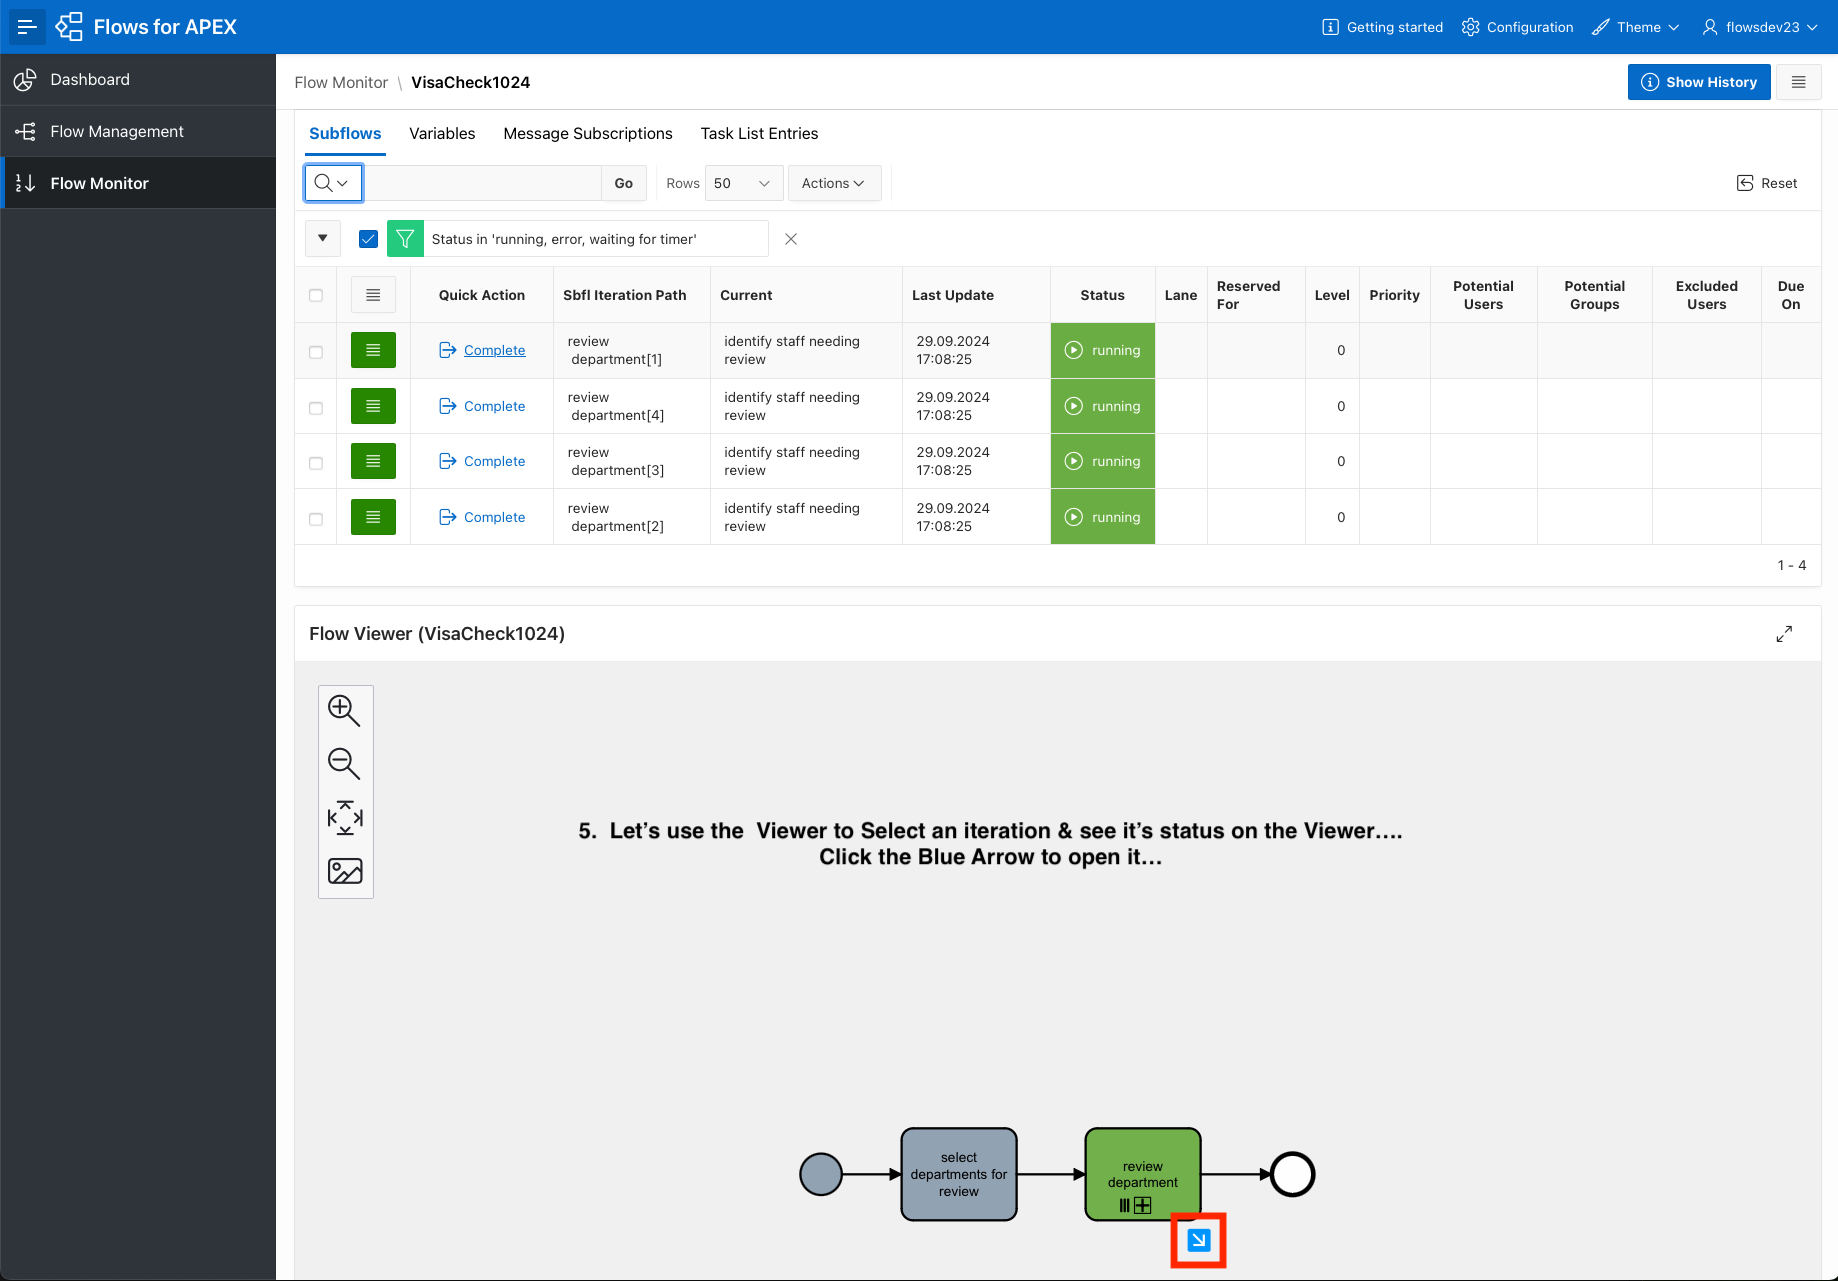 Flows for APEX
Getting started
Configuration
Theme
flowsdev23
Dashboard
Flow Management
Flow Monitor
Flow Monitor \ VisaCheck1024
Show History
Subflows Variables Message Subscriptions Task List Entries
Go Rows 50 Actions Reset
Status in 'running, error, waiting for timer'
Quick Action Sbfl Iteration Path Current Last Update Status Lane Reserved For Level Priority Potential Users Potential Groups Excluded Users Due On
Complete review department[1] identify staff needing review 29.09.2024 17:08:25 running 0
Complete review department[4] identify staff needing review 29.09.2024 17:08:25 running 0
Complete review department[3] identify staff needing review 29.09.2024 17:08:25 running 0
Complete review department[2] identify staff needing review 29.09.2024 17:08:25 running 0
1 - 4
Flow Viewer (VisaCheck1024)
5. Let's use the Viewer to Select an iteration & see it's status on the Viewer....
Click the Blue Arrow to open it...
select
departments for
review
review
department